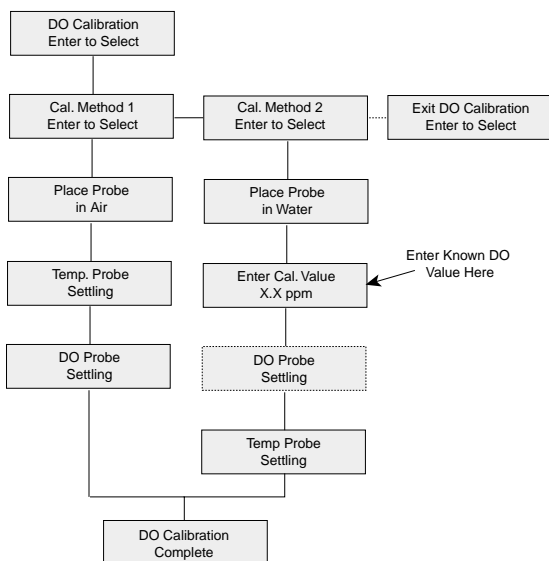 DO Calibration
Enter to Select
Cal. Method 1
Enter to Select
Cal. Method 2
Enter to Select
Exit DO Calibration
Enter to Select
Place Probe
in Air
Place Probe
in Water
Temp. Probe
Settling
Enter Cal. Value
X.X ppm
Enter Known DO
Value Here
DO Probe
Settling
DO Probe
Settling
Temp Probe
Settling
DO Calibration
Complete